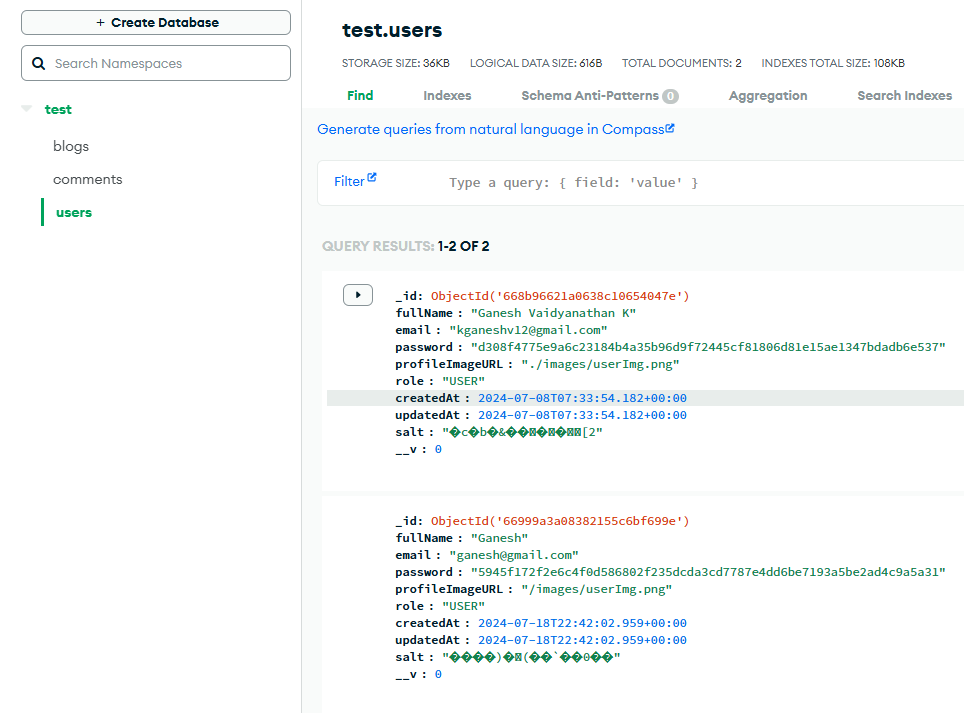 + Create Database
Search Namespaces
test
blogs
comments
users
test.users
STORAGE SIZE: 36KB LOGICAL DATA SIZE: 616B TOTAL DOCUMENTS: 2 INDEXES TOTAL SIZE: 108KB
Find Indexes Schema Anti-Patterns 0 Aggregation Search Indexes
Generate queries from natural language in Compass
Filter Type a query: { field: 'value' }
QUERY RESULTS: 1-2 OF 2
_id: ObjectId('668b96621a0638c10654047e')
fullName : "Ganesh Vaidyanathan K"
email : "kganeshv12@gmail.com"
password : "d308f4775e9a6c23184b4a35b96d9f72445cf81806d81e15ae1347bdadb6e537"
profileImageURL : "./images/userImg.png"
role : "USER"
createdAt : 2024-07-08T07:33:54.182+00:00
updatedAt : 2024-07-08T07:33:54.182+00:00
salt : "�c�b�&��[2"
__v : 0
_id: ObjectId('66999a3a08382155c6bf699e')
fullName : "Ganesh"
email : "ganesh@gmail.com"
password : "5945f172f2e6c4f0d586802f235dcda3cd7787e4dd6be7193a5be2ad4c9a5a31"
profileImageURL : "/images/userImg.png"
role : "USER"
createdAt : 2024-07-18T22:42:02.959+00:00
updatedAt : 2024-07-18T22:42:02.959+00:00
salt : "����)�(��`��0��"
__v : 0